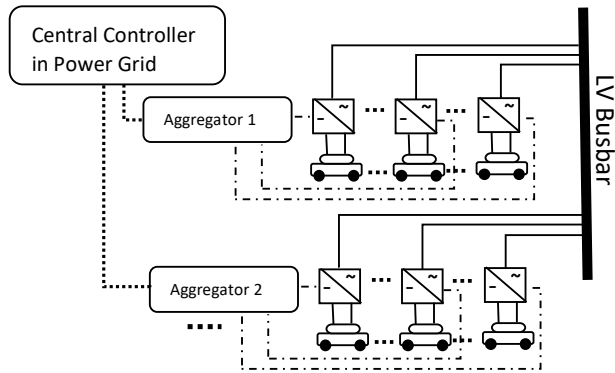 Central Controller
in Power Grid
Aggregator 1
Aggregator 2
LV Busbar